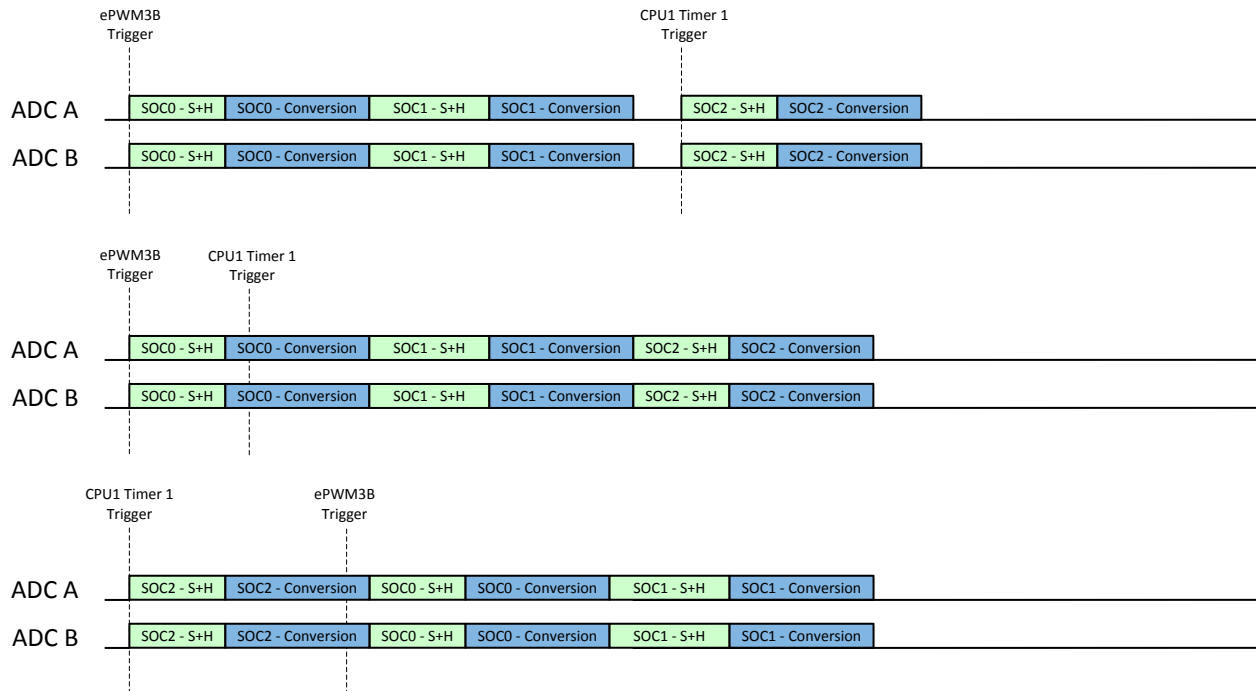 ePWM3B
Trigger
CPU1 Timer 1
Trigger
ADC A
SOC0 - S+H
SOC0 - Conversion
SOC1 - S+H
SOC1 - Conversion
SOC2 - S+H
SOC2 - Conversion
ADC B
SOC0 - S+H
SOC0 - Conversion
SOC1 - S+H
SOC1 - Conversion
SOC2 - S+H
SOC2 - Conversion
ePWM3B
Trigger
CPU1 Timer 1
Trigger
ADC A
SOC0 - S+H
SOC0 - Conversion
SOC1 - S+H
SOC1 - Conversion
SOC2 - S+H
SOC2 - Conversion
ADC B
SOC0 - S+H
SOC0 - Conversion
SOC1 - S+H
SOC1 - Conversion
SOC2 - S+H
SOC2 - Conversion
CPU1 Timer 1
Trigger
ePWM3B
Trigger
ADC A
SOC2 - S+H
SOC2 - Conversion
SOC0 - S+H
SOC0 - Conversion
SOC1 - S+H
SOC1 - Conversion
ADC B
SOC2 - S+H
SOC2 - Conversion
SOC0 - S+H
SOC0 - Conversion
SOC1 - S+H
SOC1 - Conversion